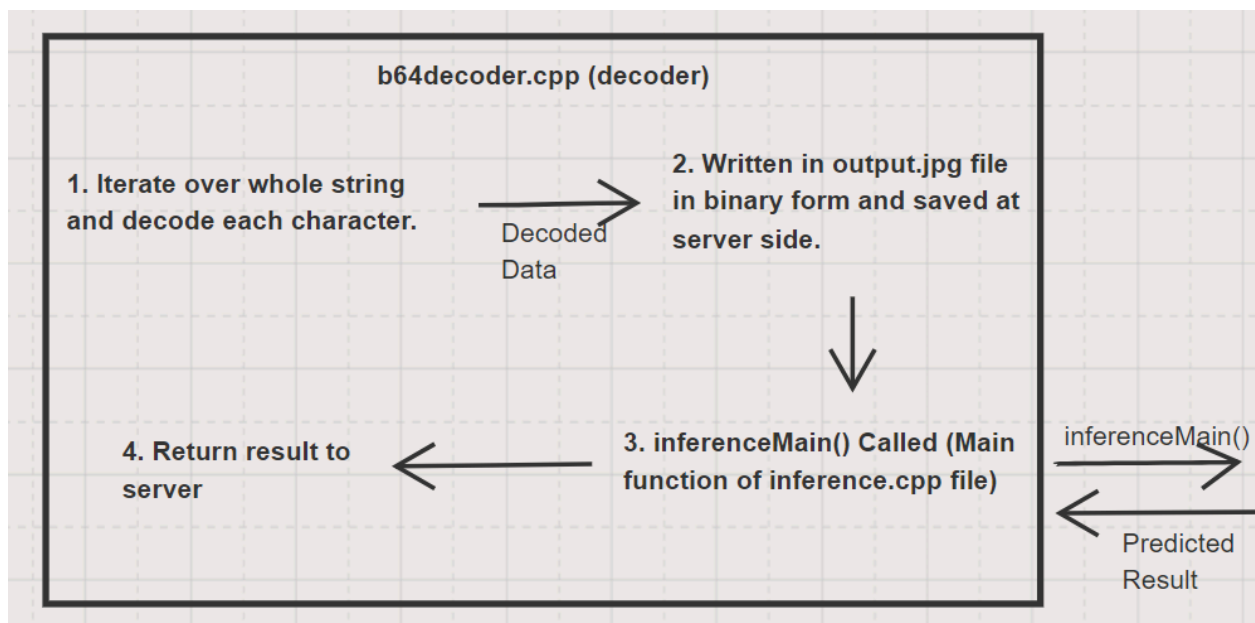 b64decoder.cpp (decoder)
1. Iterate over whole string
and decode each character.
Decoded
Data
2. Written in output.jpg file
in binary form and saved at
server side.
3. inferenceMain() Called (Main
function of inference.cpp file)
inferenceMain()
Predicted
Result
4. Return result to
server